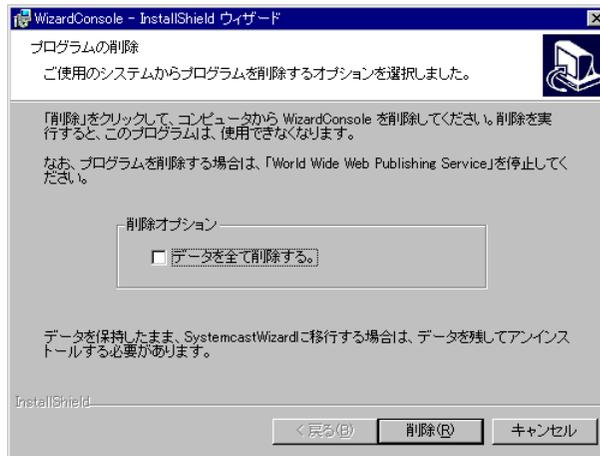 WizardConsole - InstallShield ウィザード
プログラムの削除
ご使用のシステムからプログラムを削除するオプションを選択しました。
「削除」をクリックして、コンピュータから WizardConsole を削除してください。削除を実
行すると、このプログラムは、使用できなくなります。
なお、プログラムを削除する場合は、「World Wide Web Publishing Service」を停止してく
ださい。
削除オプション
データを全て削除する。
データを保持したまま、SystemcastWizardに移行する場合は、データを残してアンインス
トールする必要があります。
InstallShield
< 戻る(B)
削除(R)
キャンセル